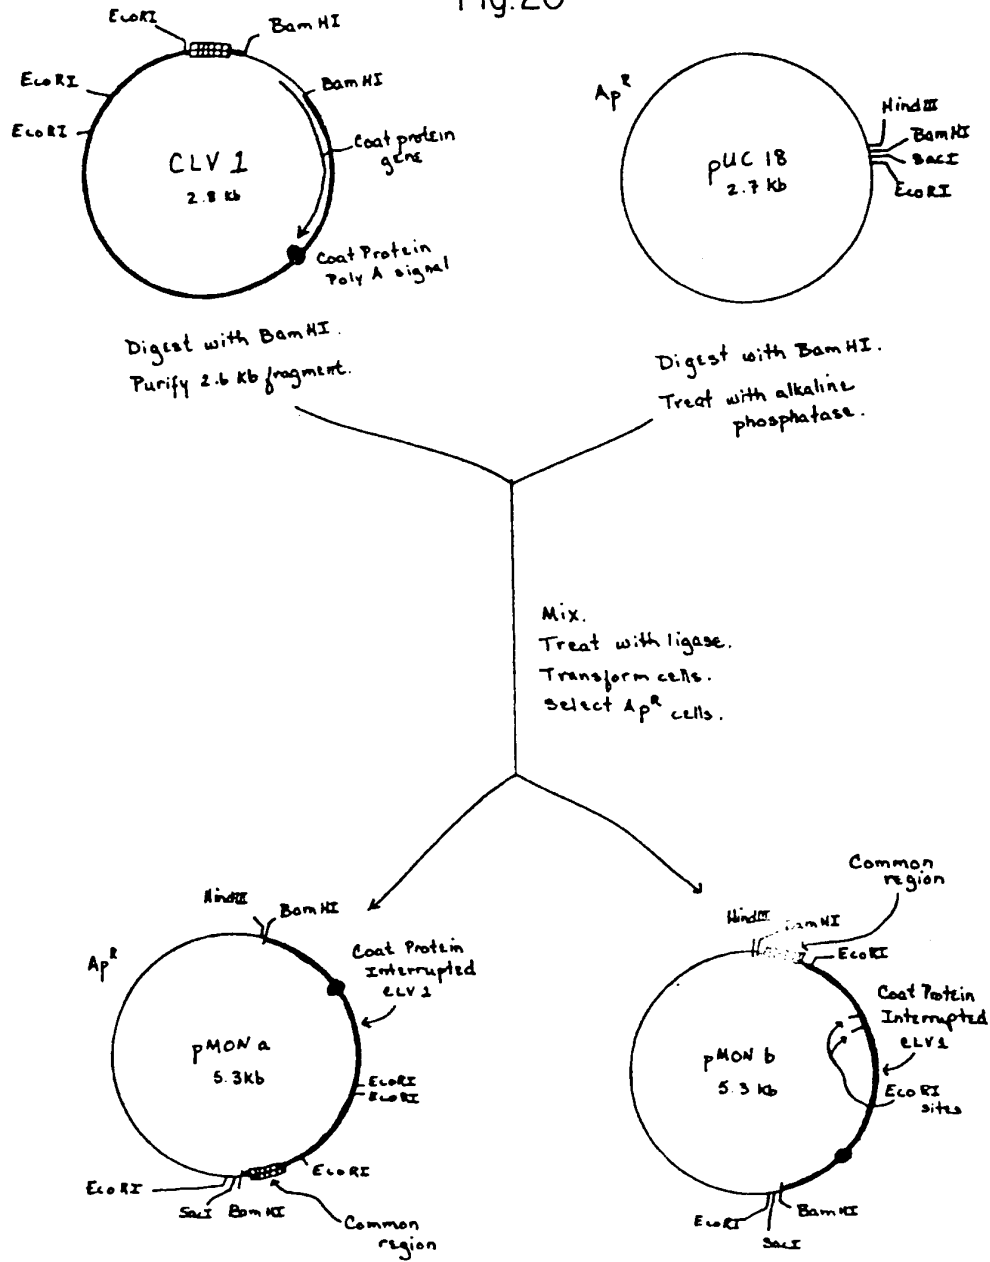 Fig. 20
EcoRI
BamHI
EcoRI
EcoRI
BamHI
Coat protein
gene
CLV 1
2.8 Kb
Coat Protein
Poly A signal
Ap^R
HindIII
BamHI
SacI
EcoRI
pUC 18
2.7 kb
Digest with BamHI.
Purify 2.6 Kb fragment.
Digest with BamHI.
Treat with alkaline
phosphatase.
Mix.
Treat with ligase.
Transform cells.
Select Ap^R cells.
HindIII
BamHI
Ap^R
Coat Protein
Interrupted
CLV1
pMON a
5.3Kb
EcoRI
EcoRI
EcoRI
EcoRI
SacI
BamHI
Common
region
Common
region
HindIII
BamHI
EcoRI
Coat Protein
Interrupted
CLV1
pMON b
5.3 Kb
EcoRI
sites
EcoRI
SacI
BamHI